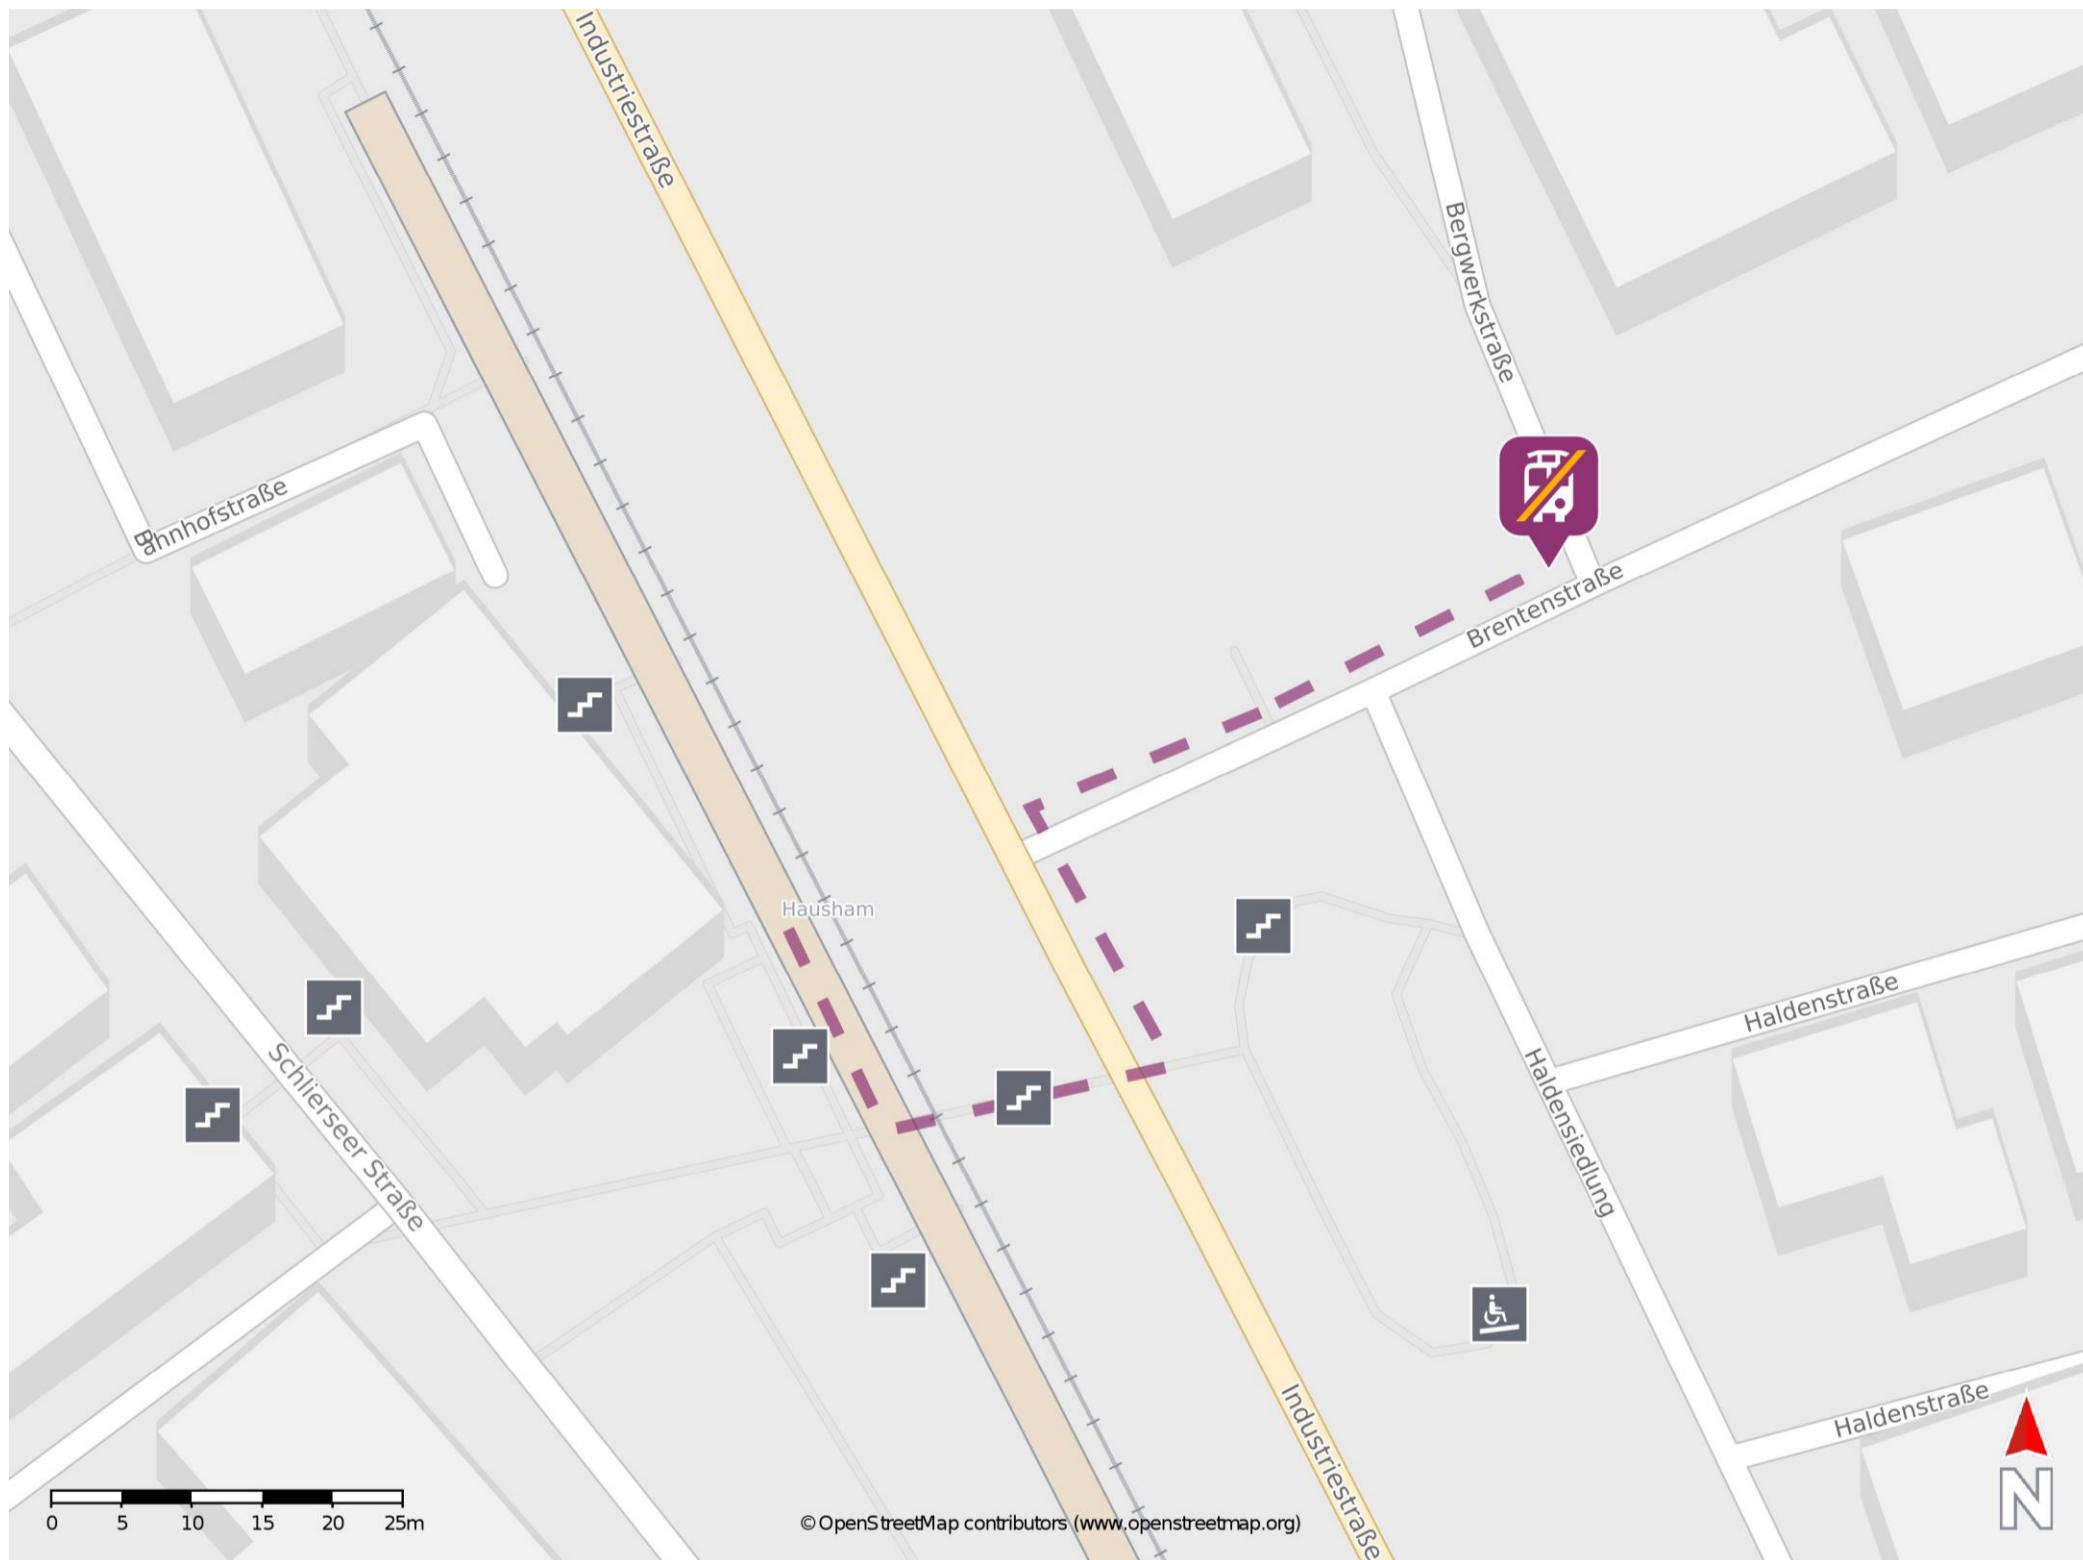 Industriestraße
Bergwerkstraße
Bahnhofstraße
Brentenstraße
Hausham
Haldenstraße
Schlierseer Straße
Haldensiedlung
Haldenstraße
Industriestraße
0 5 10 15 20 25m
© OpenStreetMap contributors (www.openstreetmap.org)
N